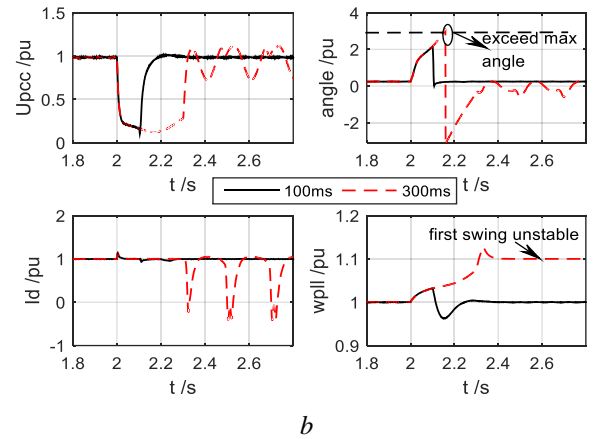 1.5
1
0.5
0
Upcc /pu
1.8
2
2.2
2.4
2.6
t /s
4
2
0
-2
angle /pu
exceed max
angle
1.8
2
2.2
2.4
2.6
t /s
100ms
300ms
2
1
0
-1
Id /pu
1.8
2
2.2
2.4
2.6
t /s
1.2
1.1
1.0
0.9
wpll /pu
first swing unstable
1.8
2
2.2
2.4
2.6
t /s
b